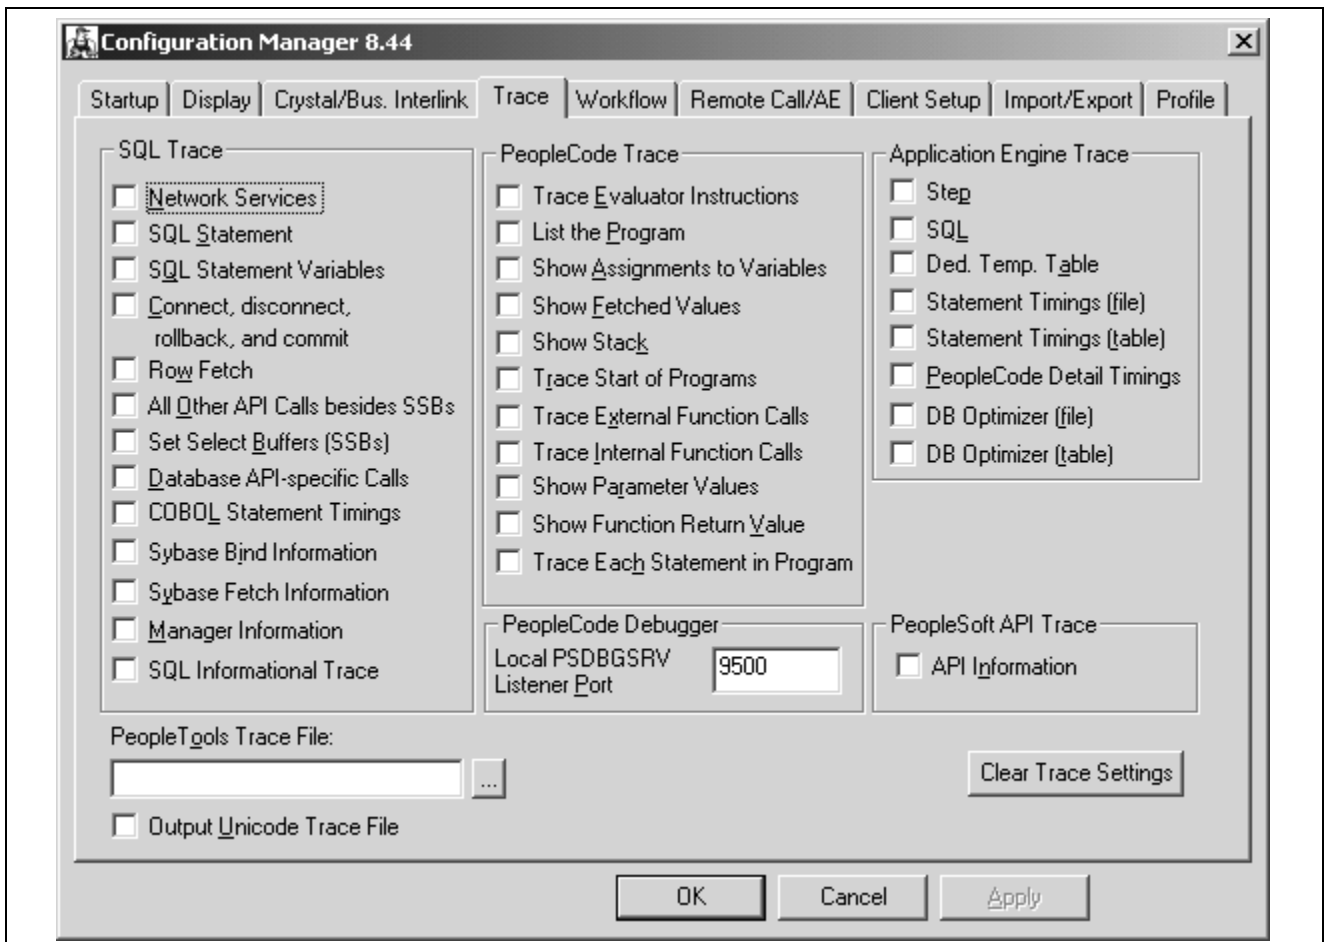 Configuration Manager 8.44
Startup Display Crystal/Bus. Interlink Trace Workflow Remote Call/AE Client Setup Import/Export Profile
SQL Trace
Network Services
SQL Statement
SQL Statement Variables
Connect, disconnect,
rollback, and commit
Row Fetch
All Other API Calls besides SSBs
Set Select Buffers (SSBs)
Database API-specific Calls
COBOL Statement Timings
Sybase Bind Information
Sybase Fetch Information
Manager Information
SQL Informational Trace
PeopleCode Trace
Trace Evaluator Instructions
List the Program
Show Assignments to Variables
Show Fetched Values
Show Stack
Trace Start of Programs
Trace External Function Calls
Trace Internal Function Calls
Show Parameter Values
Show Function Return Value
Trace Each Statement in Program
PeopleCode Debugger
Local PSDBGSRV
Listener Port
9500
Application Engine Trace
Step
SQL
Ded. Temp. Table
Statement Timings (file)
Statement Timings (table)
PeopleCode Detail Timings
DB Optimizer (file)
DB Optimizer (table)
PeopleSoft API Trace
API Information
PeopleTools Trace File:
...
Output Unicode Trace File
Clear Trace Settings
OK Cancel Apply